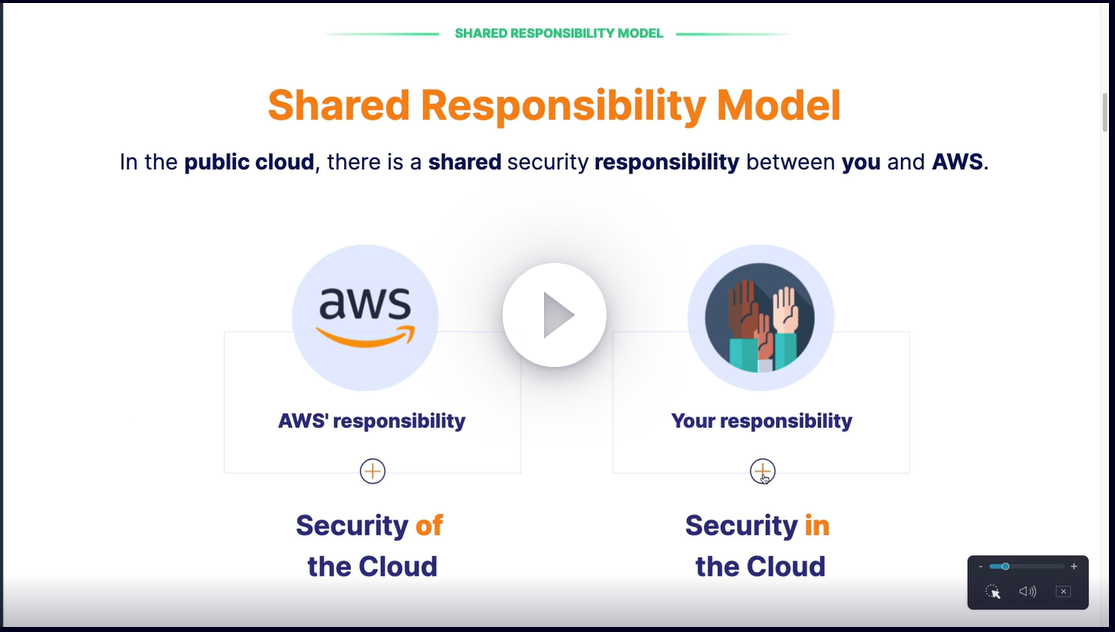 SHARED RESPONSIBILITY MODEL
Shared Responsibility Model
In the public cloud, there is a shared security responsibility between you and AWS.
aws
AWS' responsibility
Your responsibility
Security of
the Cloud
Security in
the Cloud